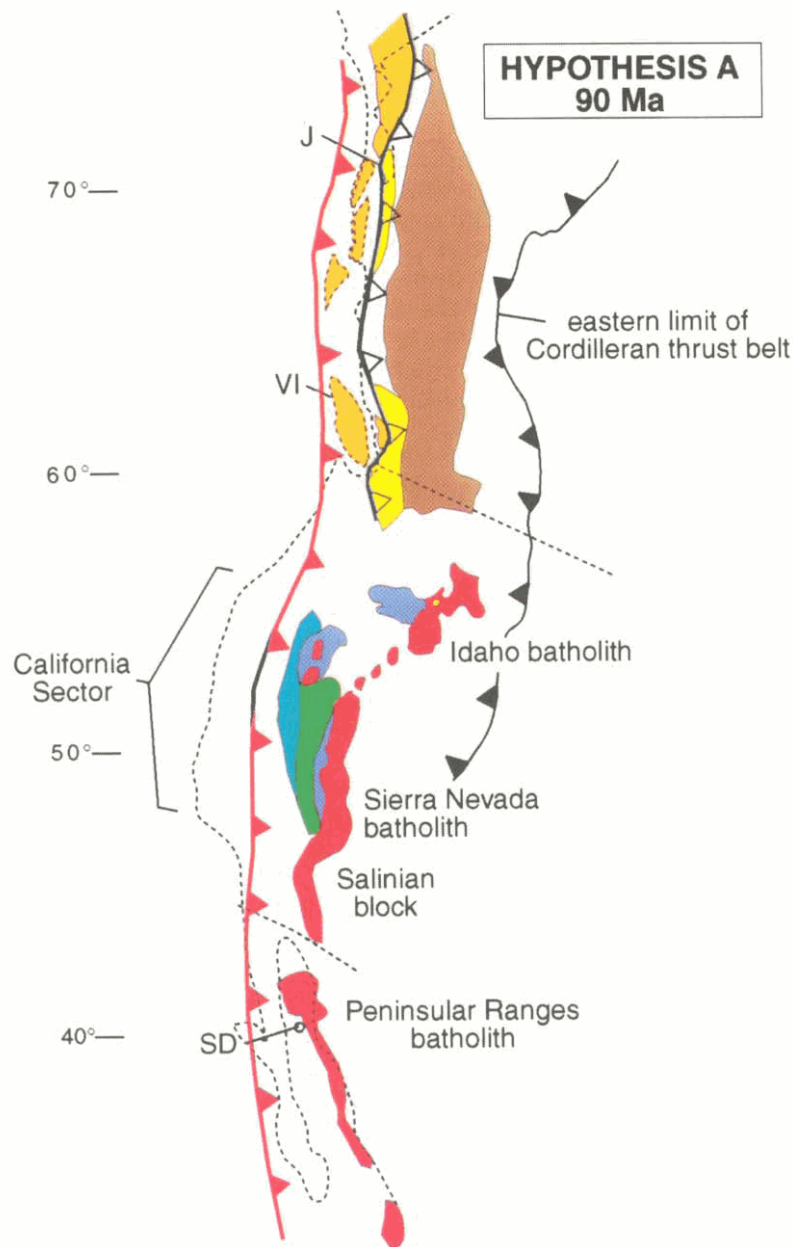 HYPOTHESIS A
90 Ma
J
70°
eastern limit of
Cordilleran thrust belt
VI
60°
California
Sector
Idaho batholith
50°
Sierra Nevada
batholith
Salinian
block
Peninsular Ranges
batholith
40°
SD